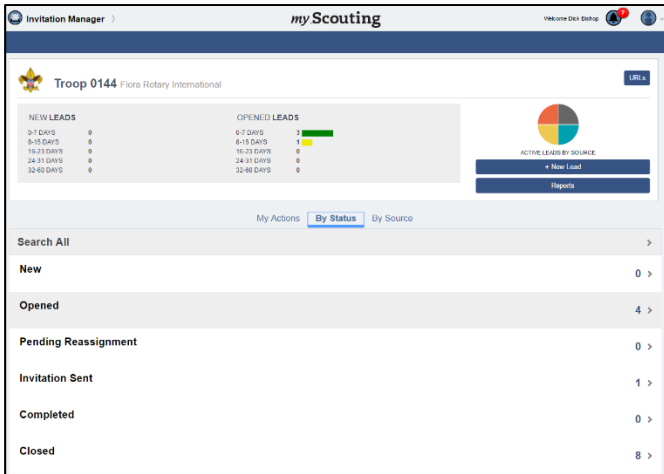 Invitation Manager
my.Scouting
Welcome Dick Bishop
7
Troop 0144 Flora Rotary International
URLs
NEW LEADS
0-7 DAYS 0
8-15 DAYS 0
16-23 DAYS 0
24-31 DAYS 0
32-60 DAYS 0
OPENED LEADS
0-7 DAYS 3
8-15 DAYS 1
16-23 DAYS 0
24-31 DAYS 0
32-60 DAYS 0
ACTIVE LEADS BY SOURCE
+ New Lead
Reports
My Actions By Status By Source
Search All
New 0
Opened 4
Pending Reassignment 0
Invitation Sent 1
Completed 0
Closed 8